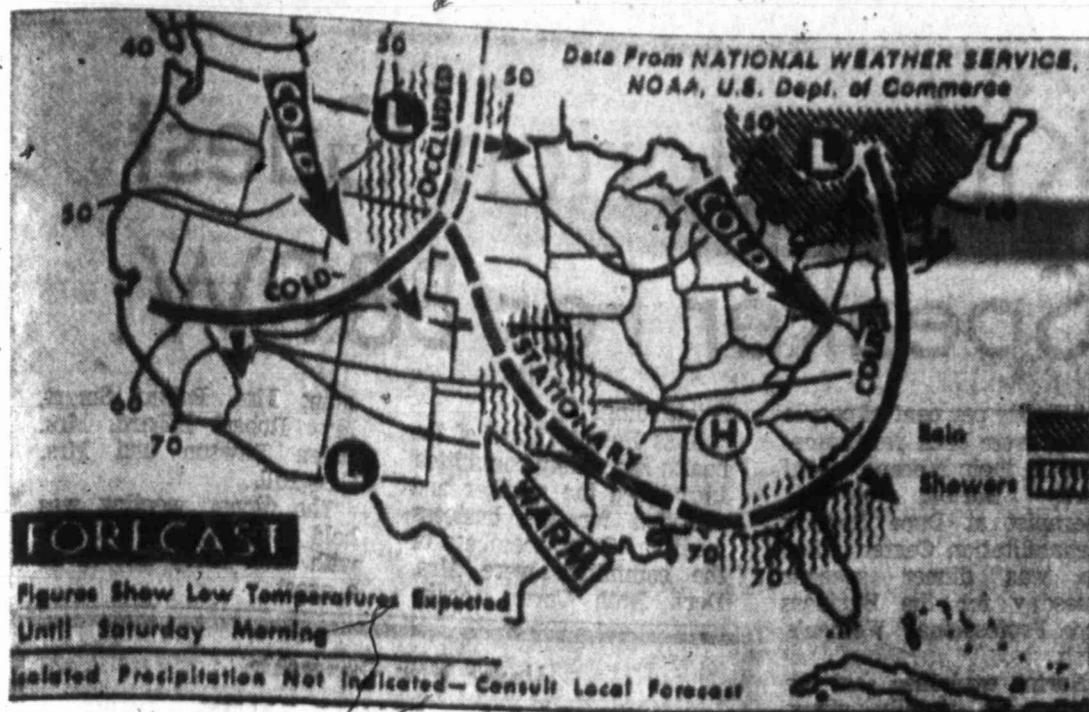 Data From NATIONAL WEATHER SERVICE,
NOAA, U.S. Dept. of Commerce
40
50
50
50
COLD
L
OCCLUDED
L
50
COLD
COLD
STATIONARY
COLD
60
70
L
H
WARM
70
70
Rain
Showers
FORECAST
Figures Show Low Temperatures Expected
Until Saturday Morning
Isolated Precipitation Not Indicated— Consult Local Forecast